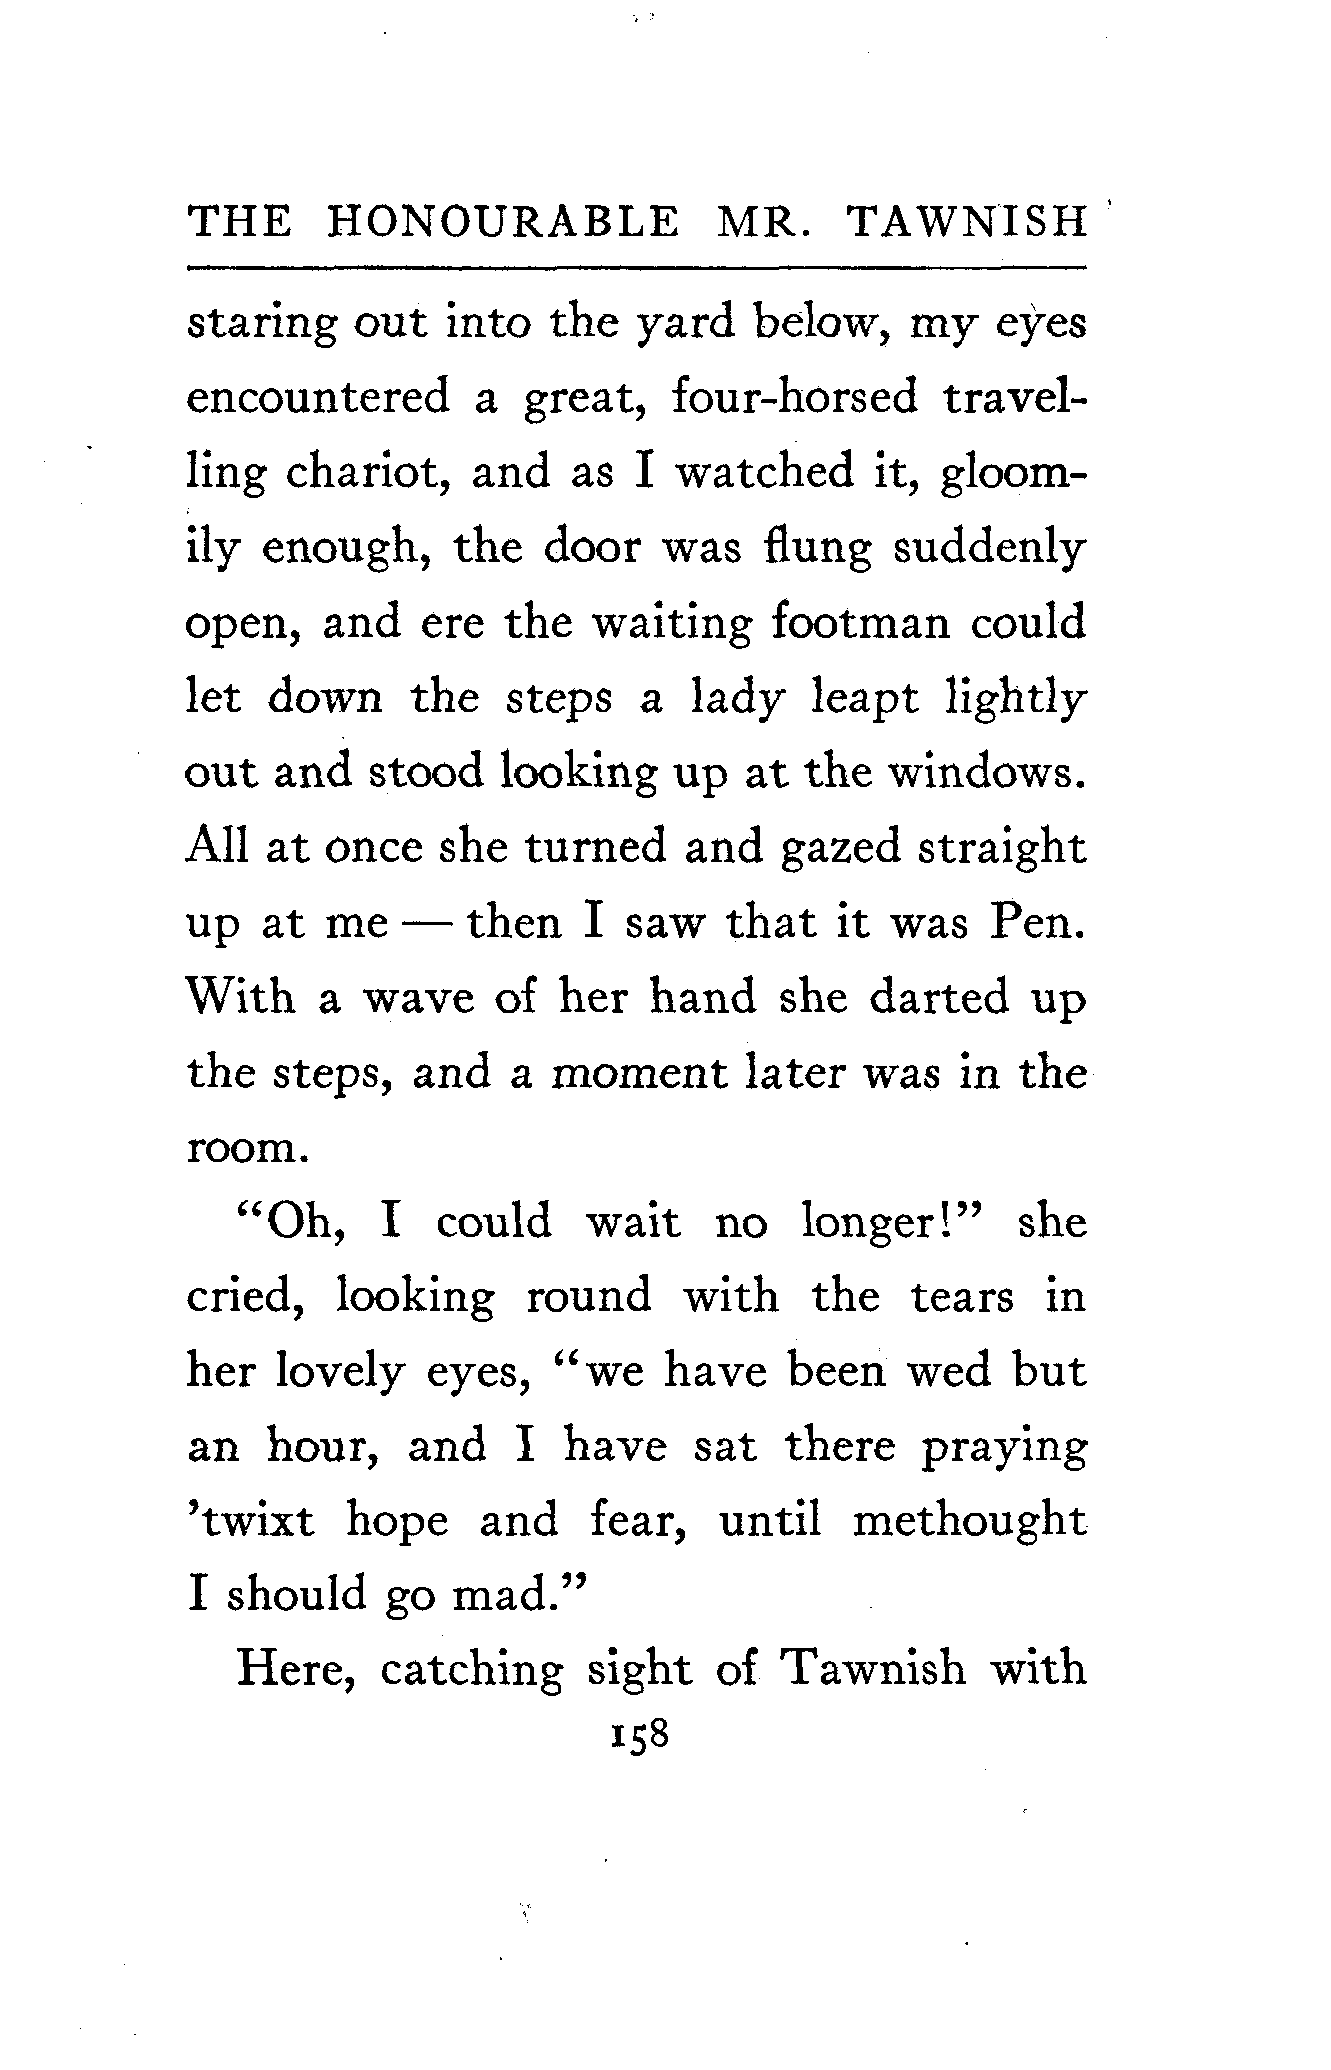 THE HONOURABLE MR. TAWNISH
staring out into the yard below, my eyes
encountered a great, four-horsed travel-
ling chariot, and as I watched it, gloom-
ily enough, the door was flung suddenly
open, and ere the waiting footman could
let down the steps a lady leapt lightly
out and stood looking up at the windows.
All at once she turned and gazed straight
up at me — then I saw that it was Pen.
With a wave of her hand she darted up
the steps, and a moment later was in the
room.
“Oh, I could wait no longer!” she
cried, looking round with the tears in
her lovely eyes, “we have been wed but
an hour, and I have sat there praying
’twixt hope and fear, until methought
I should go mad.”
Here, catching sight of Tawnish with
158